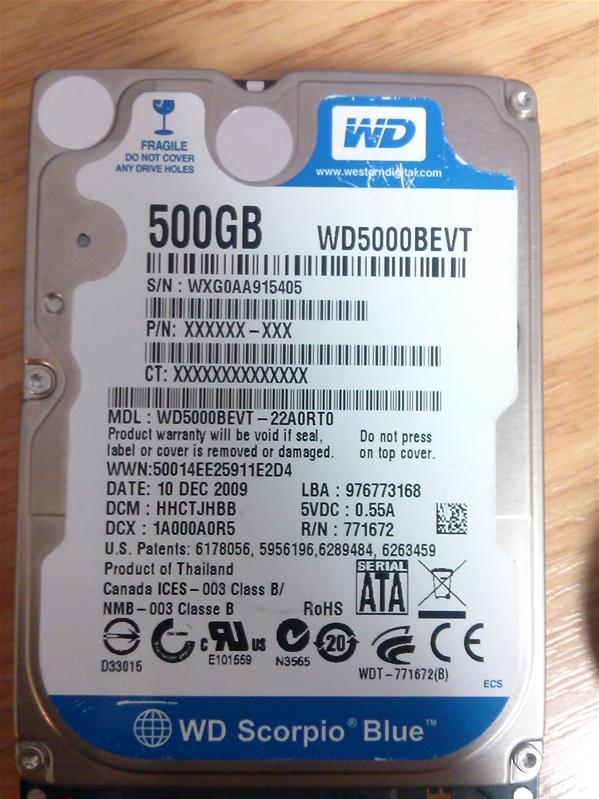 FRAGILE
DO NOT COVER
ANY DRIVE HOLES
WD
www.westerndigital.com
500GB WD5000BEVT
S/N : WXG0AA915405
P/N: XXXXXX-XXX
CT: XXXXXXXXXXXXXX
MDL : WD5000BEVT-22A0RT0
Product warranty will be void if seal, Do not press
label or cover is removed or damaged. on top cover.
WWN:50014EE25911E2D4
DATE: 10 DEC 2009 LBA : 976773168
DCM : HHCTJHBB 5VDC : 0.55A
DCX : 1A000A0R5 R/N : 771672
U.S. Patents: 6178056, 5956196,6289484, 6263459
Product of Thailand
SERIAL
ATA
Canada ICES-003 Class B/
NMB-003 Classe B RoHS
c RU us 20 CE
D33015 E101559 N3565 WDT-771672(B)
ECS
WD Scorpio® Blue™